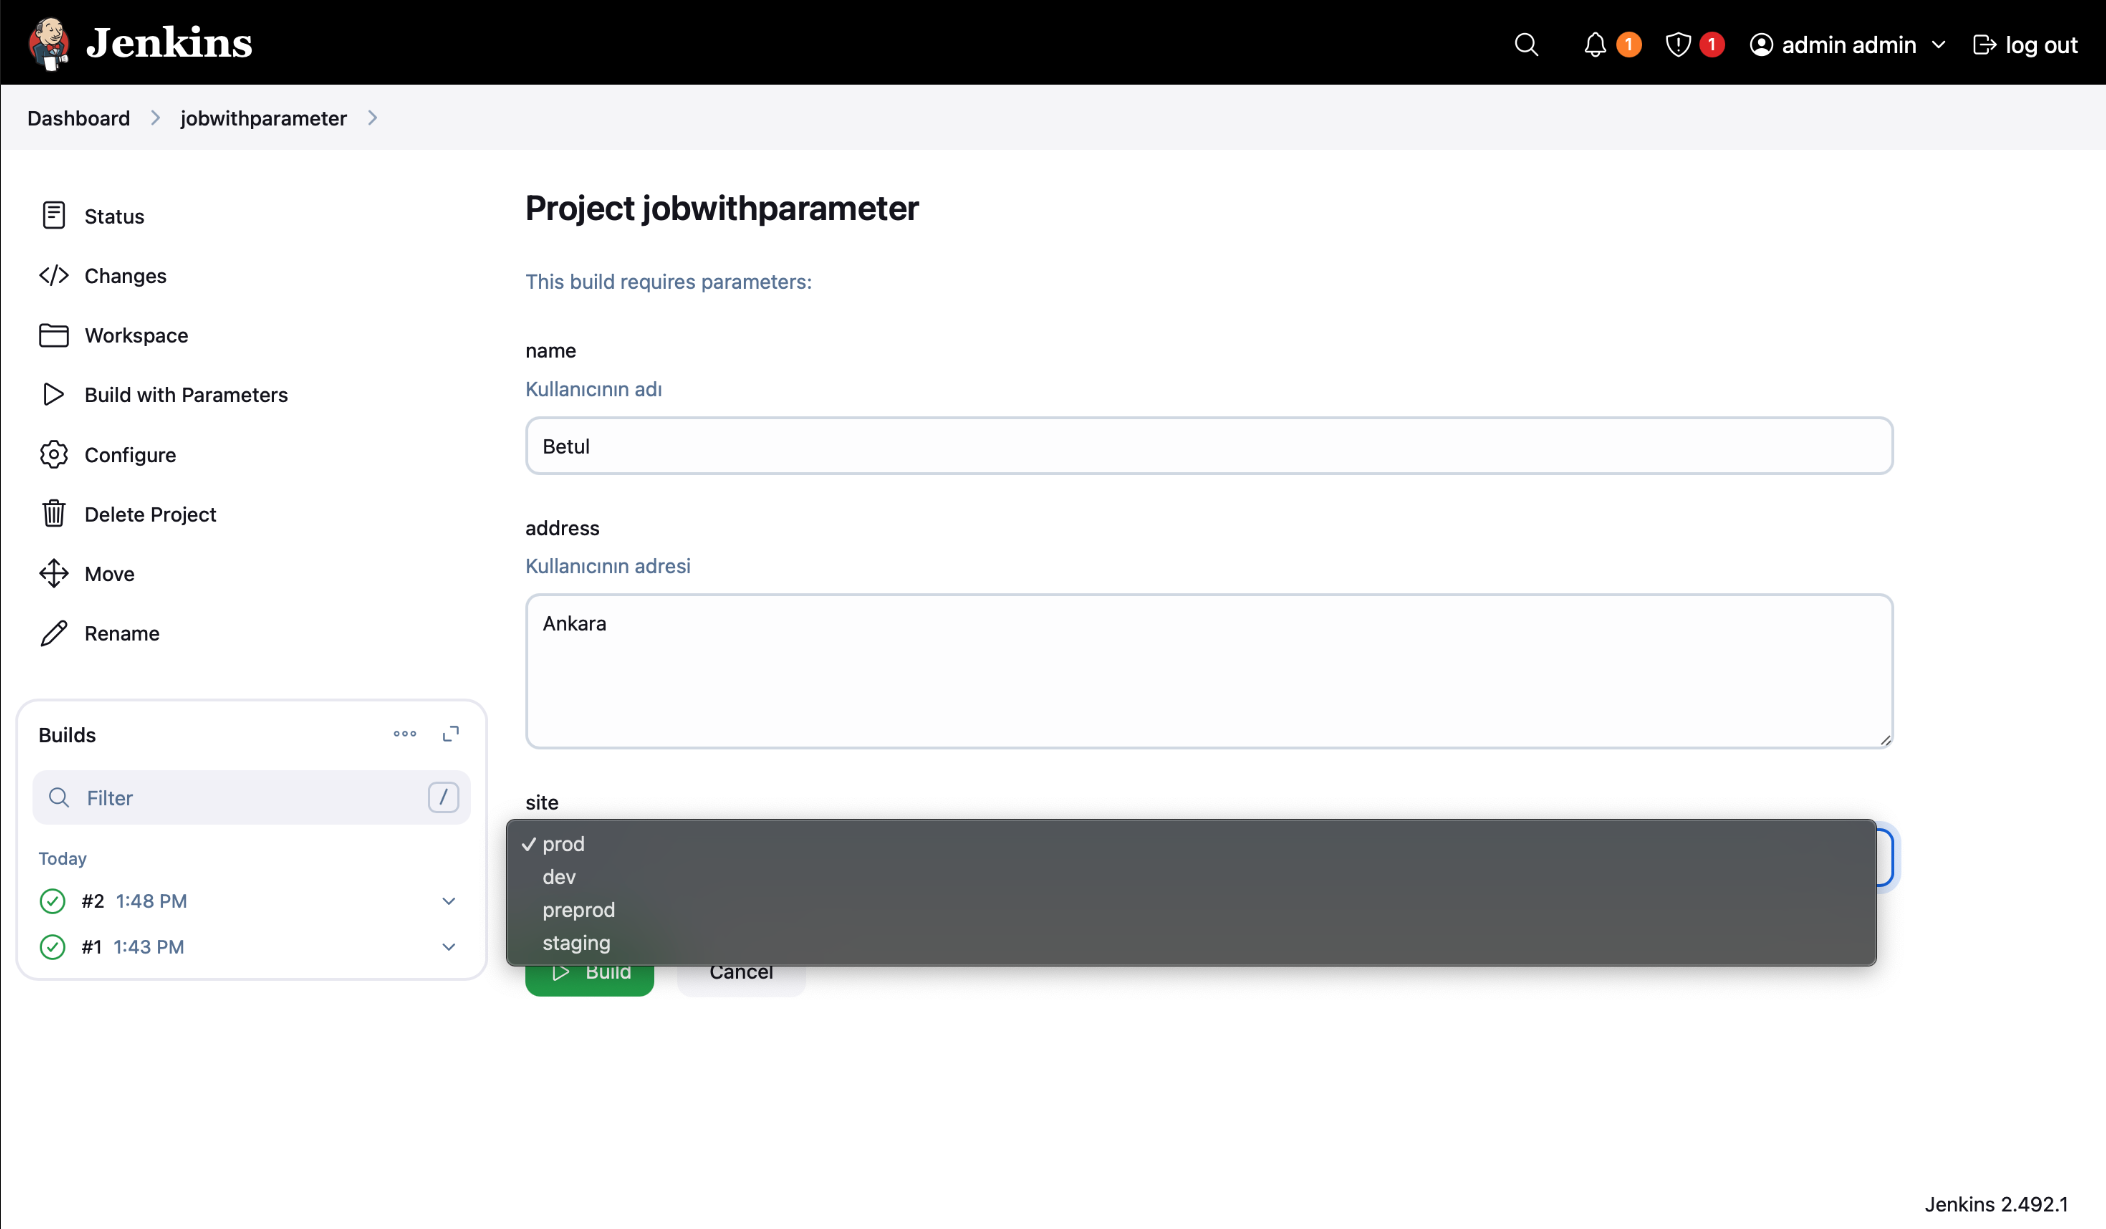 Jenkins
1
1
admin admin
log out
Dashboard
jobwithparameter
Status
Changes
Workspace
Build with Parameters
Configure
Delete Project
Move
Rename
Builds
Filter
/
Today
#2 1:48 PM
#1 1:43 PM
Project jobwithparameter
This build requires parameters:
name
Kullanıcının adı
Betul
address
Kullanıcının adresi
Ankara
site
prod
dev
preprod
staging
Build
Cancel
Jenkins 2.492.1